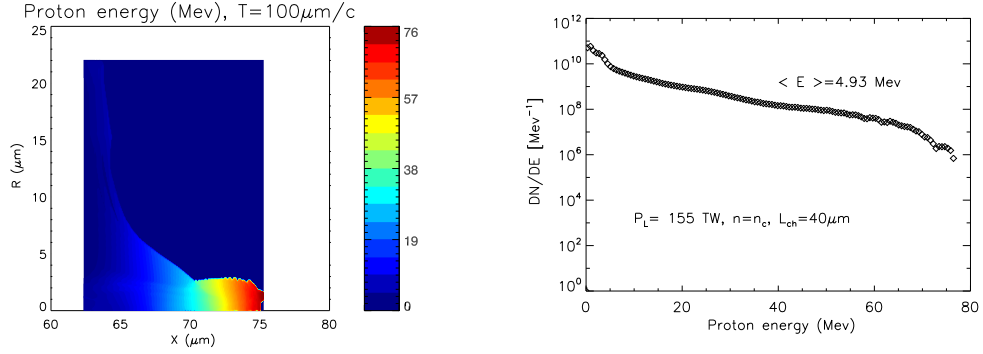 Proton energy (Mev), T=100μm/c
25
20
15
10
5
0
R (μm)
60 65 70 75 80
X (μm)
76
57
38
19
0
10¹²
10¹⁰
10⁸
10⁶
10⁴
10²
10⁰
DN/DE [Mev⁻¹]
< E >=4.93 Mev
P_L= 155 TW, n=n_c, L_ch=40μm
0 20 40 60 80
Proton energy (Mev)